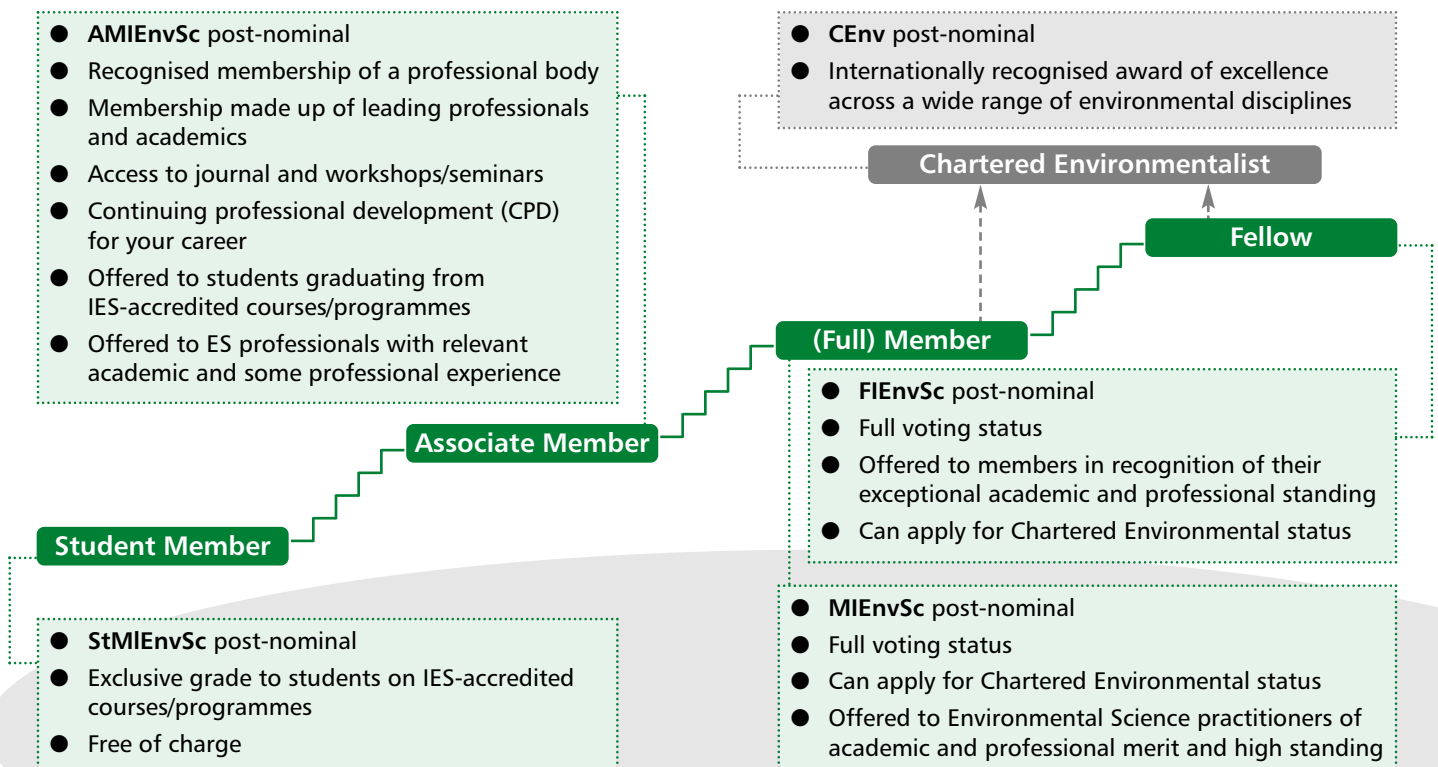 ● AMIEnvSc post-nominal
● Recognised membership of a professional body
● Membership made up of leading professionals
and academics
● Access to journal and workshops/seminars
● Continuing professional development (CPD)
for your career
● Offered to students graduating from
IES-accredited courses/programmes
● Offered to ES professionals with relevant
academic and some professional experience
● CEnv post-nominal
● Internationally recognised award of excellence
across a wide range of environmental disciplines
Chartered Environmentalist
Fellow
(Full) Member
● FIEnvSc post-nominal
● Full voting status
● Offered to members in recognition of their
exceptional academic and professional standing
● Can apply for Chartered Environmental status
Associate Member
Student Member
● StMIEnvSc post-nominal
● Exclusive grade to students on IES-accredited
courses/programmes
● Free of charge
● MIEnvSc post-nominal
● Full voting status
● Can apply for Chartered Environmental status
● Offered to Environmental Science practitioners of
academic and professional merit and high standing